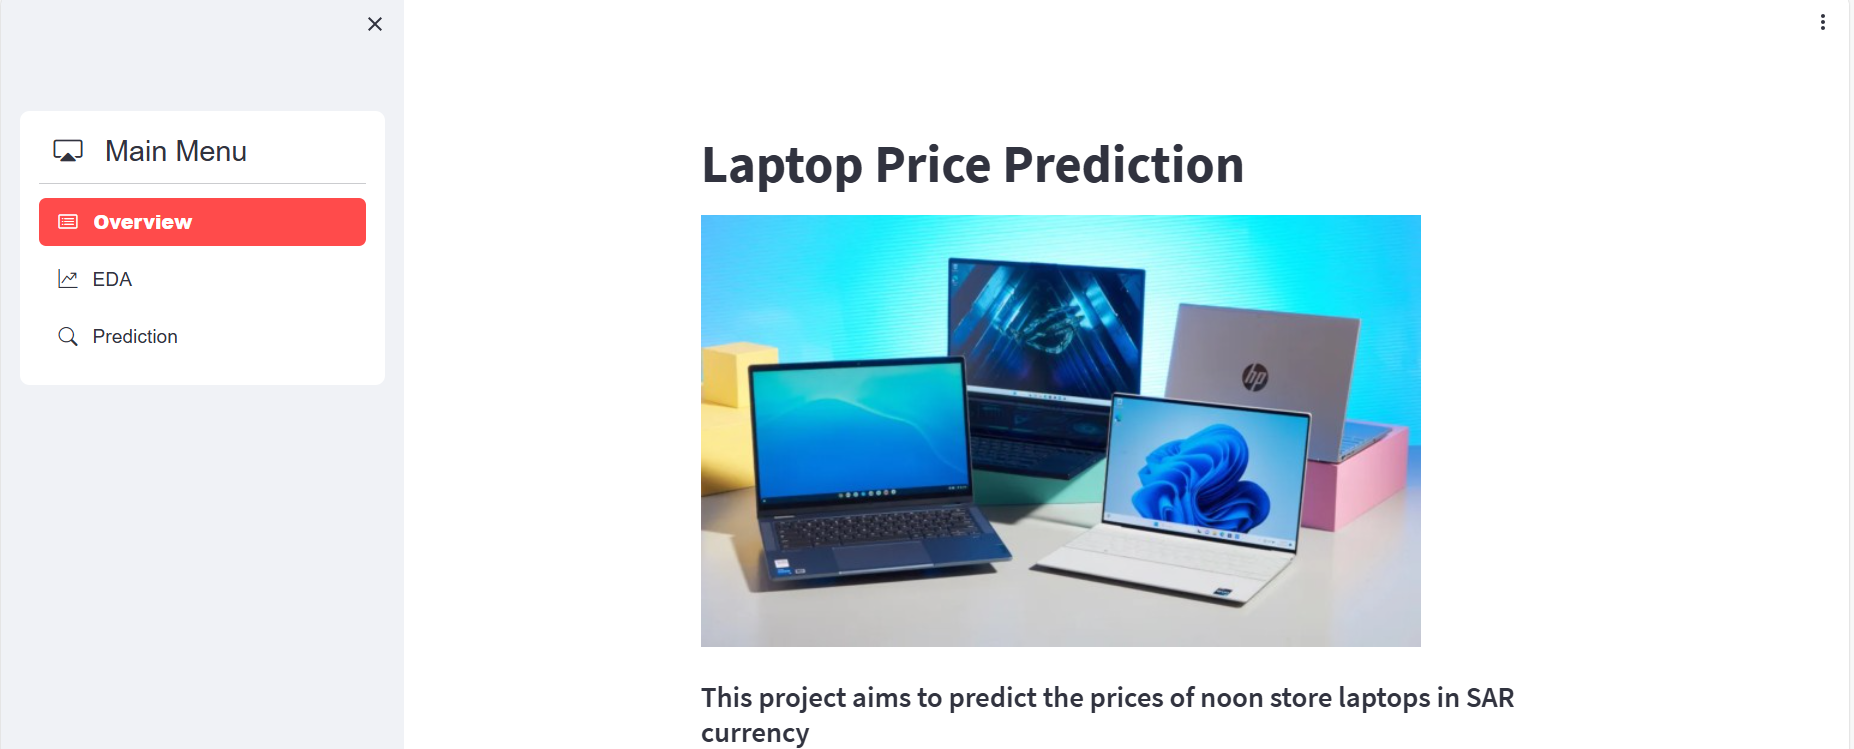 Main Menu
Overview
EDA
Prediction
Laptop Price Prediction
hp
This project aims to predict the prices of noon store laptops in SAR
currency